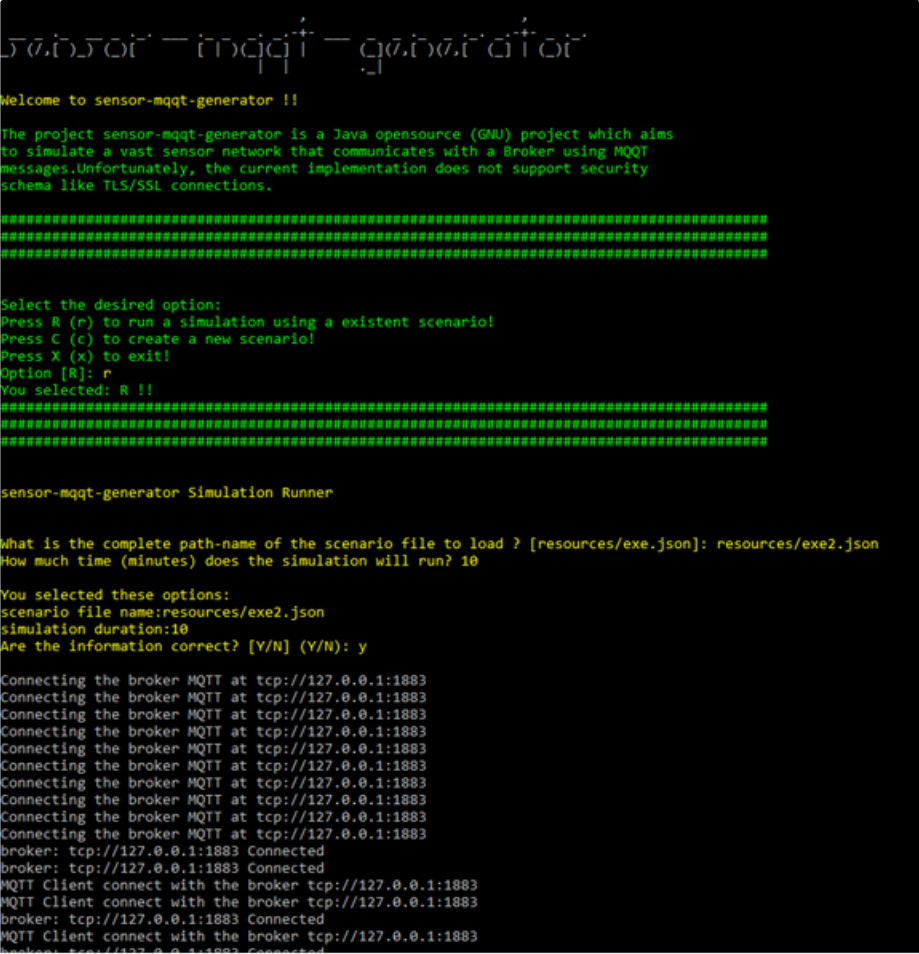 sensor - mqqt - generator
Welcome to sensor-mqqt-generator !!
The project sensor-mqqt-generator is a Java opensource (GNU) project which aims
to simulate a vast sensor network that communicates with a Broker using MQQT
messages.Unfortunately, the current implementation does not support security
schema like TLS/SSL connections.
##########################################################################################
##########################################################################################
##########################################################################################
Select the desired option:
Press R (r) to run a simulation using a existent scenario!
Press C (c) to create a new scenario!
Press X (x) to exit!
Option [R]: r
You selected: R !!
##########################################################################################
##########################################################################################
##########################################################################################
sensor-mqqt-generator Simulation Runner
What is the complete path-name of the scenario file to load ? [resources/exe.json]: resources/exe2.json
How much time (minutes) does the simulation will run? 10
You selected these options:
scenario file name:resources/exe2.json
simulation duration:10
Are the information correct? [Y/N] (Y/N): y
Connecting the broker MQTT at tcp://127.0.0.1:1883
Connecting the broker MQTT at tcp://127.0.0.1:1883
Connecting the broker MQTT at tcp://127.0.0.1:1883
Connecting the broker MQTT at tcp://127.0.0.1:1883
Connecting the broker MQTT at tcp://127.0.0.1:1883
Connecting the broker MQTT at tcp://127.0.0.1:1883
Connecting the broker MQTT at tcp://127.0.0.1:1883
Connecting the broker MQTT at tcp://127.0.0.1:1883
Connecting the broker MQTT at tcp://127.0.0.1:1883
Connecting the broker MQTT at tcp://127.0.0.1:1883
broker: tcp://127.0.0.1:1883 Connected
broker: tcp://127.0.0.1:1883 Connected
MQTT Client connect with the broker tcp://127.0.0.1:1883
MQTT Client connect with the broker tcp://127.0.0.1:1883
broker: tcp://127.0.0.1:1883 Connected
MQTT Client connect with the broker tcp://127.0.0.1:1883
broker: tcp://127.0.0.1:1883 Connected